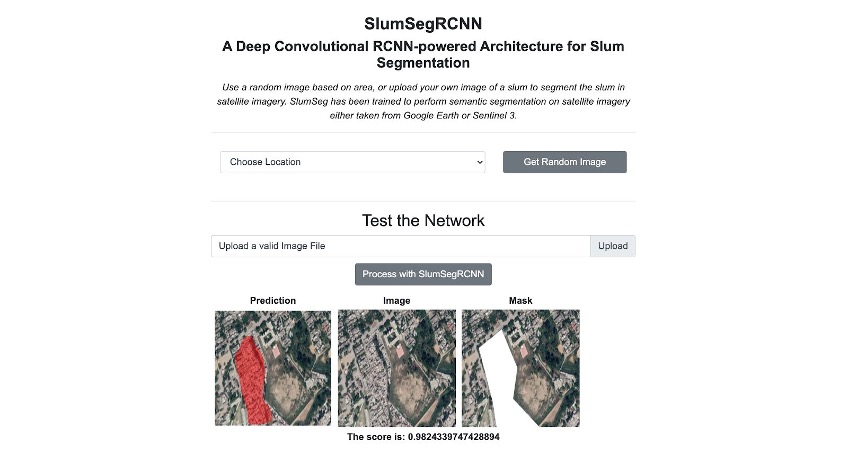 SlumSegRCNN
A Deep Convolutional RCNN-powered Architecture for Slum
Segmentation
Use a random image based on area, or upload your own image of a slum to segment the slum in
satellite imagery. SlumSeg has been trained to perform semantic segmentation on satellite imagery
either taken from Google Earth or Sentinel 3.
Choose Location
Get Random Image
Test the Network
Upload a valid Image File
Upload
Process with SlumSegRCNN
Prediction
Image
Mask
The score is: 0.9824339747428894